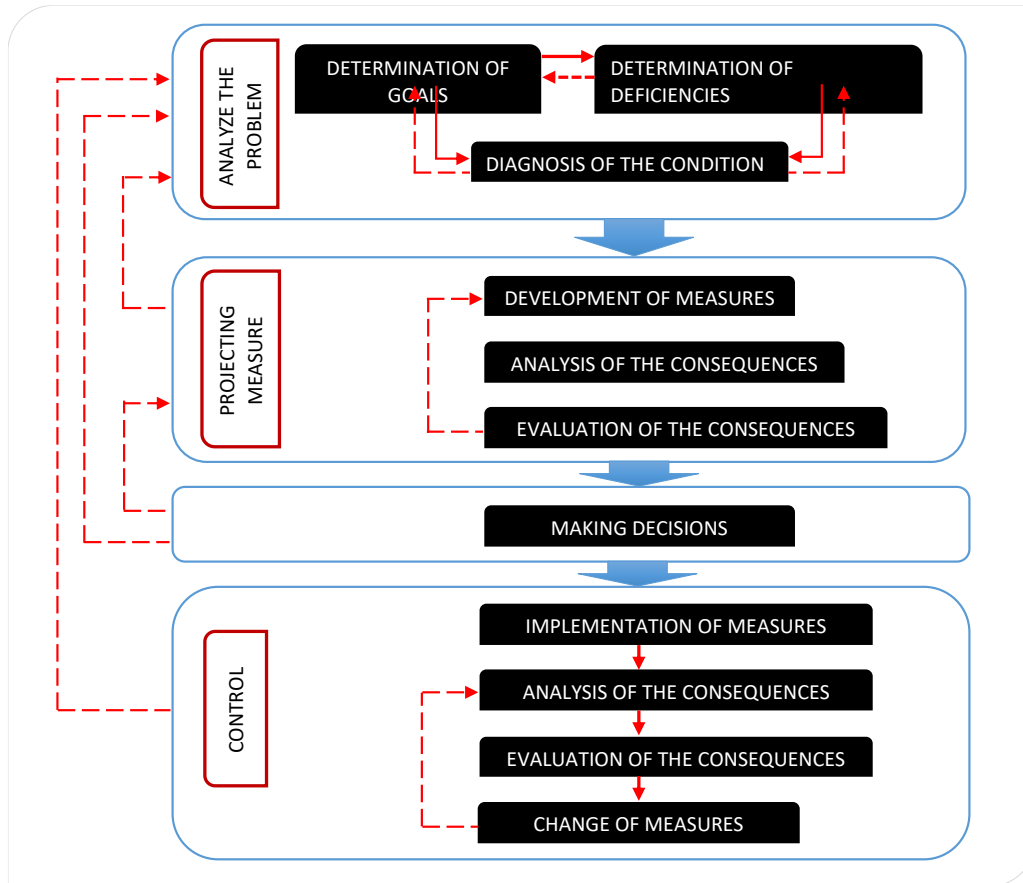 ANALYZE THE
PROBLEM
DETERMINATION OF
GOALS
DETERMINATION OF
DEFICIENCIES
DIAGNOSIS OF THE CONDITION
PROJECTING
MEASURE
DEVELOPMENT OF MEASURES
ANALYSIS OF THE CONSEQUENCES
EVALUATION OF THE CONSEQUENCES
MAKING DECISIONS
CONTROL
IMPLEMENTATION OF MEASURES
ANALYSIS OF THE CONSEQUENCES
EVALUATION OF THE CONSEQUENCES
CHANGE OF MEASURES